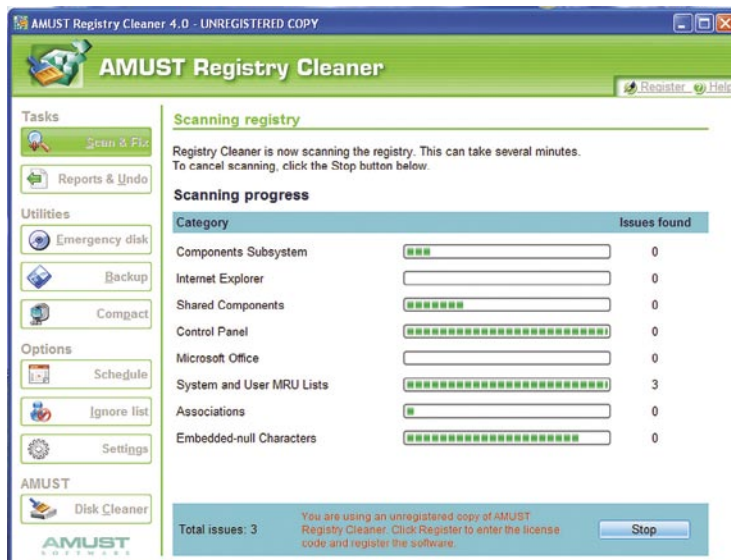 AMUST Registry Cleaner 4.0 - UNREGISTERED COPY
AMUST Registry Cleaner
Register Help
Tasks
Scan & Fix
Reports & Undo
Utilities
Emergency disk
Backup
Compact
Options
Schedule
Ignore list
Settings
AMUST
Disk Cleaner
AMUST
SOFTWARE
Scanning registry
Registry Cleaner is now scanning the registry. This can take several minutes.
To cancel scanning, click the Stop button below.
Scanning progress
Category Issues found
Components Subsystem 0
Internet Explorer 0
Shared Components 0
Control Panel 0
Microsoft Office 0
System and User MRU Lists 3
Associations 0
Embedded-null Characters 0
Total issues: 3
You are using an unregistered copy of AMUST
Registry Cleaner. Click Register to enter the license
code and register the software.
Stop